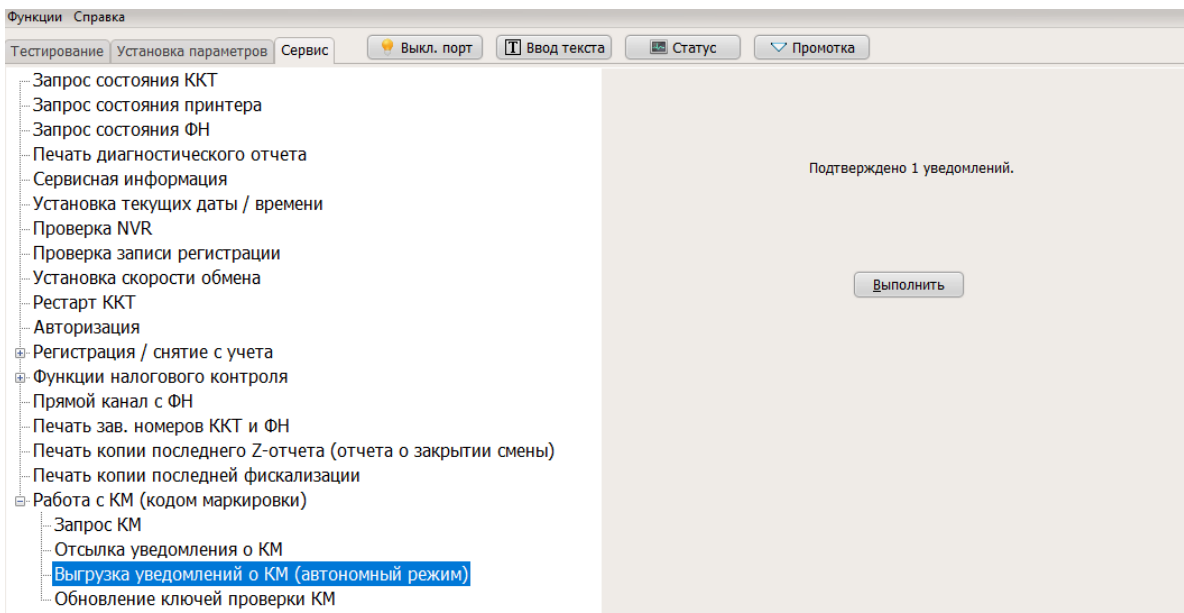 Функции Справка
Тестирование Установка параметров Сервис Выкл. порт Ввод текста Статус Промотка
Запрос состояния ККТ
Запрос состояния принтера
Запрос состояния ФН
Печать диагностического отчета
Подтверждено 1 уведомлений.
Сервисная информация
Установка текущих даты / времени
Проверка NVR
Проверка записи регистрации
Установка скорости обмена
Выполнить
Рестарт ККТ
Авторизация
Регистрация / снятие с учета
Функции налогового контроля
Прямой канал с ФН
Печать зав. номеров ККТ и ФН
Печать копии последнего Z-отчета (отчета о закрытии смены)
Печать копии последней фискализации
Работа с КМ (кодом маркировки)
Запрос КМ
Отсылка уведомления о КМ
Выгрузка уведомлений о КМ (автономный режим)
Обновление ключей проверки КМ